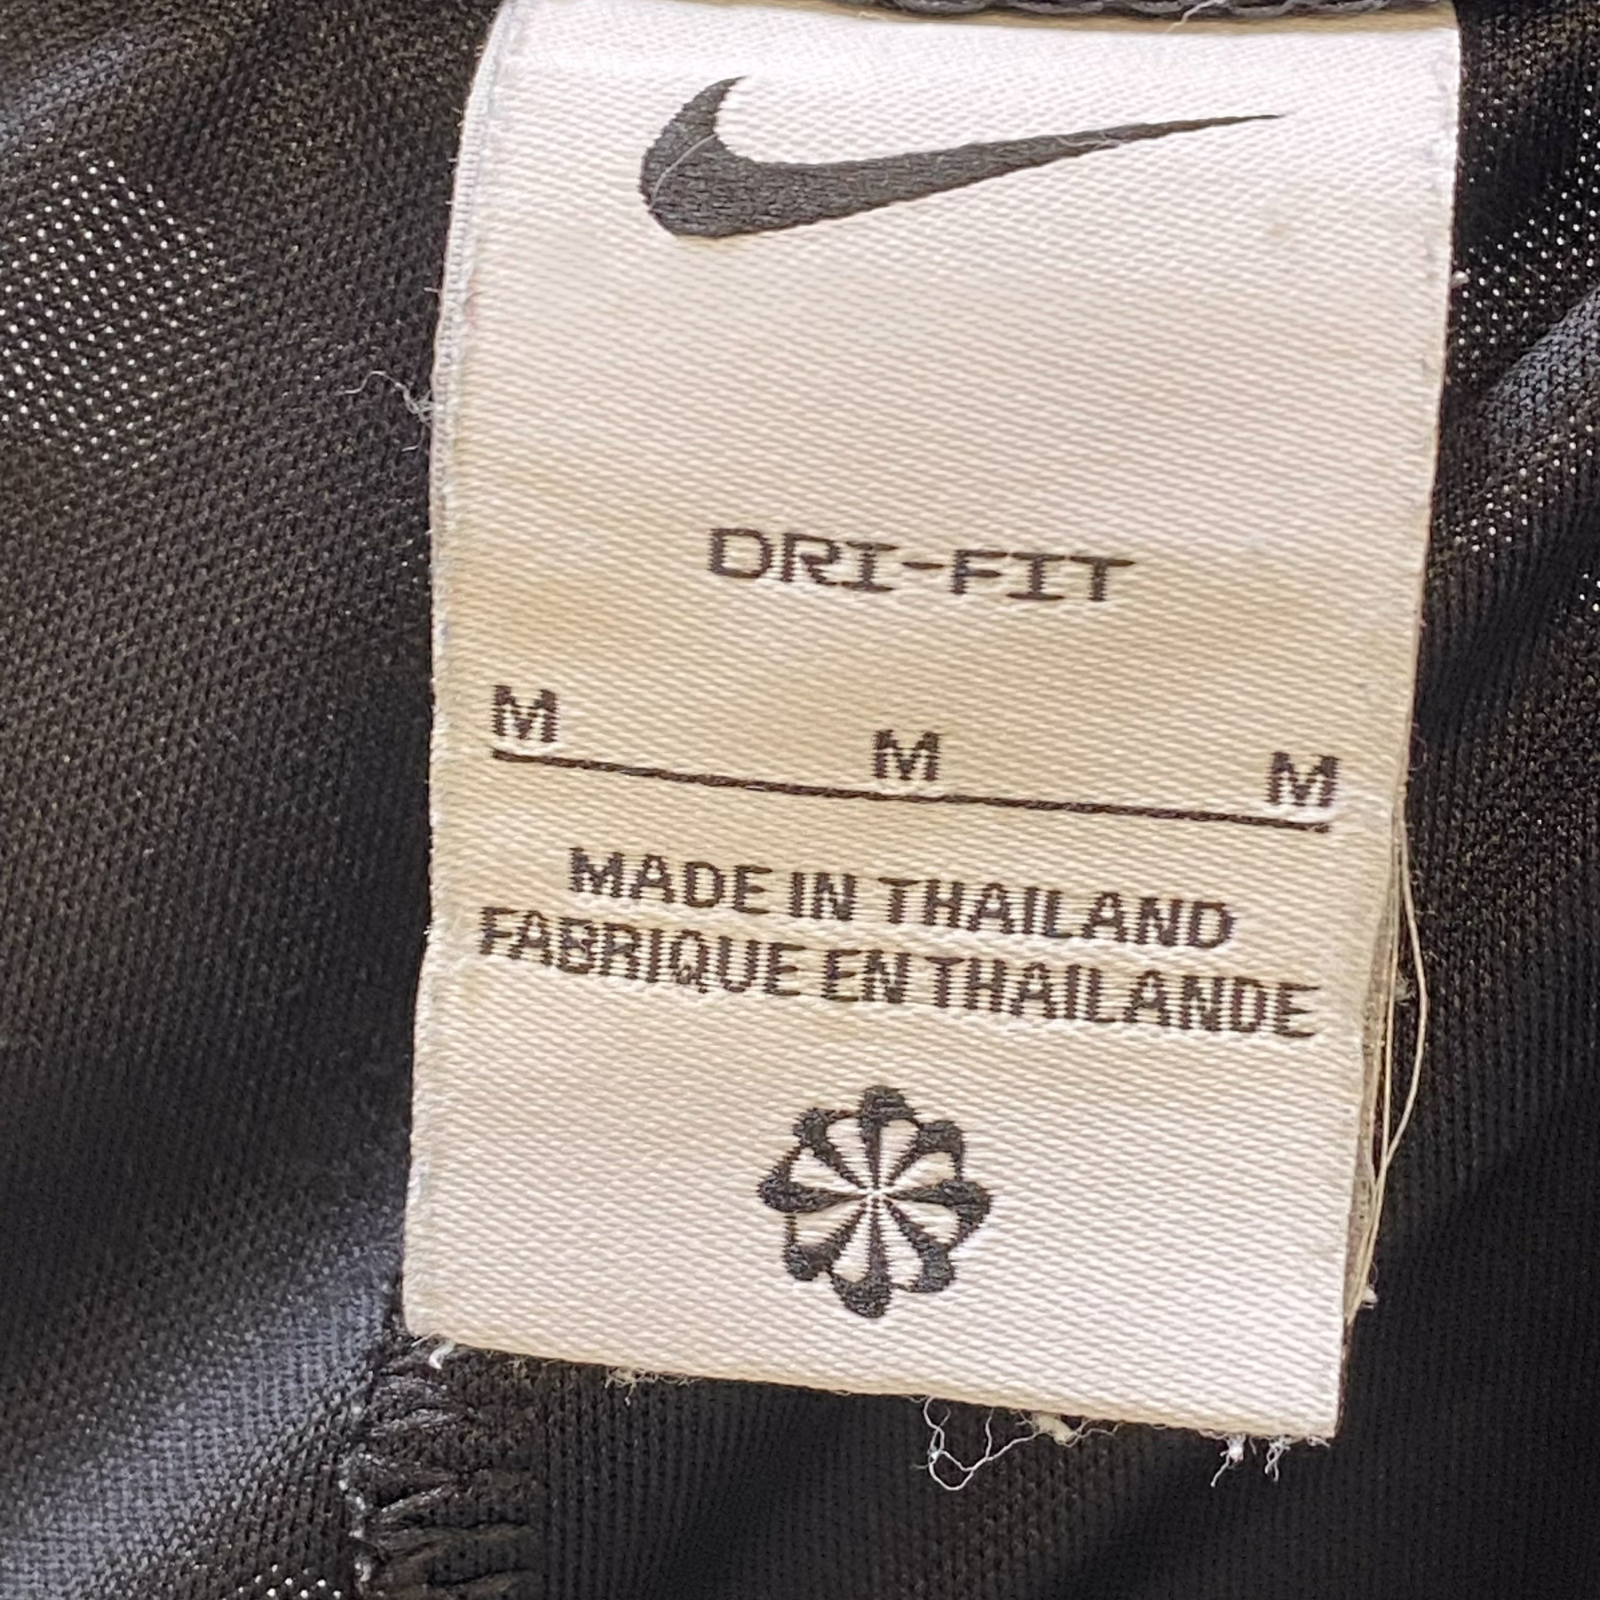 DRI-FIT
M M M
MADE IN THAILAND
FABRIQUE EN THAILANDE